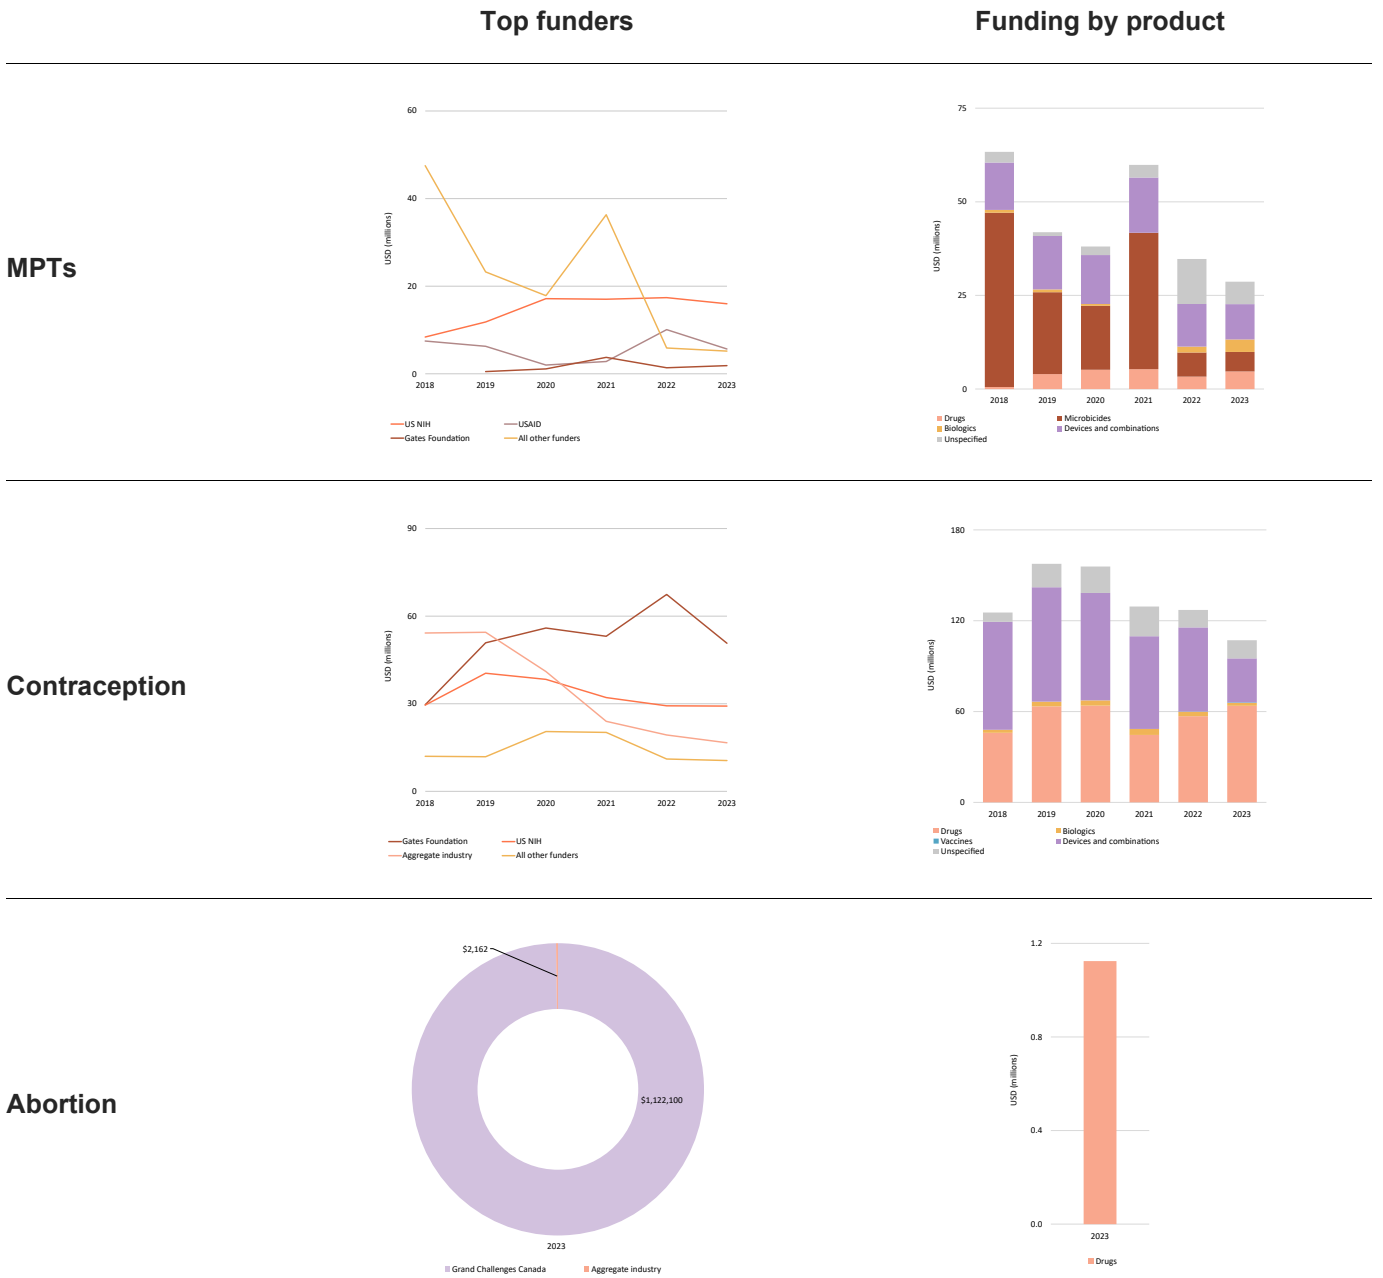 Top funders
Funding by product
MPTs
60
40
20
0
USD (millions)
2018 2019 2020 2021 2022 2023
US NIH USAID
Gates Foundation All other funders
75
50
25
0
USD (millions)
2018 2019 2020 2021 2022 2023
Drugs Microbicides
Biologics Devices and combinations
Unspecified
Contraception
90
60
30
0
USD (millions)
2018 2019 2020 2021 2022 2023
Gates Foundation US NIH
Aggregate industry All other funders
180
120
60
0
USD (millions)
2018 2019 2020 2021 2022 2023
Drugs Biologics
Vaccines Devices and combinations
Unspecified
Abortion
$2,162
$1,122,100
2023
Grand Challenges Canada Aggregate industry
1.2
0.8
0.4
0.0
USD (millions)
2023
Drugs